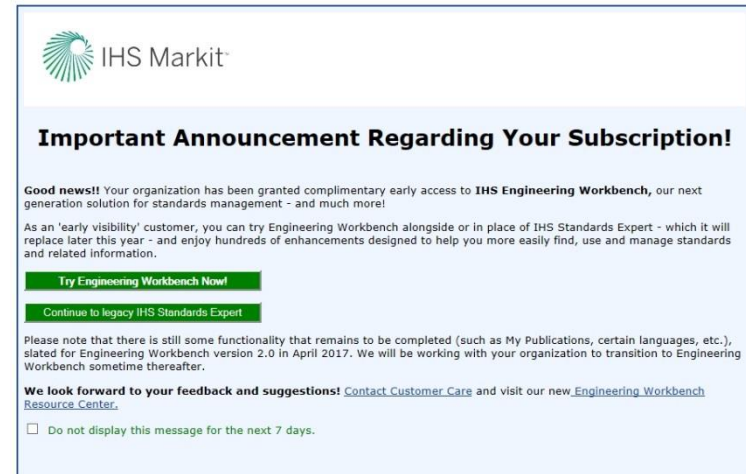 IHS Markit™
Important Announcement Regarding Your Subscription!
Good news!! Your organization has been granted complimentary early access to IHS Engineering Workbench, our next
generation solution for standards management - and much more!
As an 'early visibility' customer, you can try Engineering Workbench alongside or in place of IHS Standards Expert - which it will
replace later this year - and enjoy hundreds of enhancements designed to help you more easily find, use and manage standards
and related information.
Try Engineering Workbench Now!
Continue to legacy IHS Standards Expert
Please note that there is still some functionality that remains to be completed (such as My Publications, certain languages, etc.),
slated for Engineering Workbench version 2.0 in April 2017. We will be working with your organization to transition to Engineering
Workbench sometime thereafter.
We look forward to your feedback and suggestions! Contact Customer Care and visit our new Engineering Workbench
Resource Center.
Do not display this message for the next 7 days.